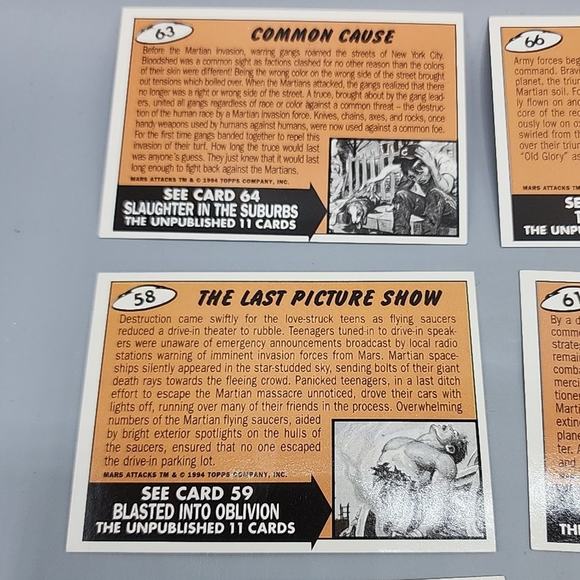 63
COMMON CAUSE
Before the Martian Invasion, warring gangs roamed the streets of New York City.
Bloodshed was a common sight as factions clashed for no other reason than the colors
of their skin were different! Being the wrong color on the wrong side of the street brought
out tensions which boiled over. When the Martians attacked, the gangs realized that there
no longer was a right or wrong side of the street. A truce, brought about by the gang lead-
ers, united all gangs regardless of race or color against a common threat – the destruc-
tion of the human race by a Martian invasion force. Knives, chains, axes, and rocks, once
handy weapons used by humans against humans, were now used against a common foe.
For the first time gangs banded together to repel this
invasion of their turf. How long the truce would last
was anyone's guess. They just knew that it would last
long enough to fight back against the Martians.
MARS ATTACKS TM & © 1994 TOPPS COMPANY, INC.
SEE CARD 64
SLAUGHTER IN THE SUBURBS
THE UNPUBLISHED 11 CARDS
66
Army forces beg
command. Brav
planet, the triur
Martian soil. Fo
ly flown on and
core of the red
ously low on ox
swirled from th
over their triur
"Old Glory" as
MARS ATTACKS TM
SE
THE UNPU
58
THE LAST PICTURE SHOW
Destruction came swiftly for the love-struck teens as flying saucers
reduced a drive-in theater to rubble. Teenagers tuned-in to drive-in speak-
ers were unaware of emergency announcements broadcast by local radio
stations warning of imminent invasion forces from Mars. Martian space-
ships silently appeared in the star-studded sky, sending bolts of their giant
death rays towards the fleeing crowd. Panicked teenagers, in a last ditch
effort to escape the Martian massacre unnoticed, drove their cars with
lights off, running over many of their friends in the process. Overwhelming
numbers of the Martian flying saucers, aided
by bright exterior spotlights on the hulls of
the saucers, ensured that no one escaped
the drive-in parking lot.
MARS ATTACKS TM & © 1994 TOPPS COMPANY, INC.
SEE CARD 59
BLASTED INTO OBLIVION
THE UNPUBLISHED 11 CARDS
61
By a d
comm
strate
remain
comba
merci
tione
Marti
extin
plane
ter. A
and
TH